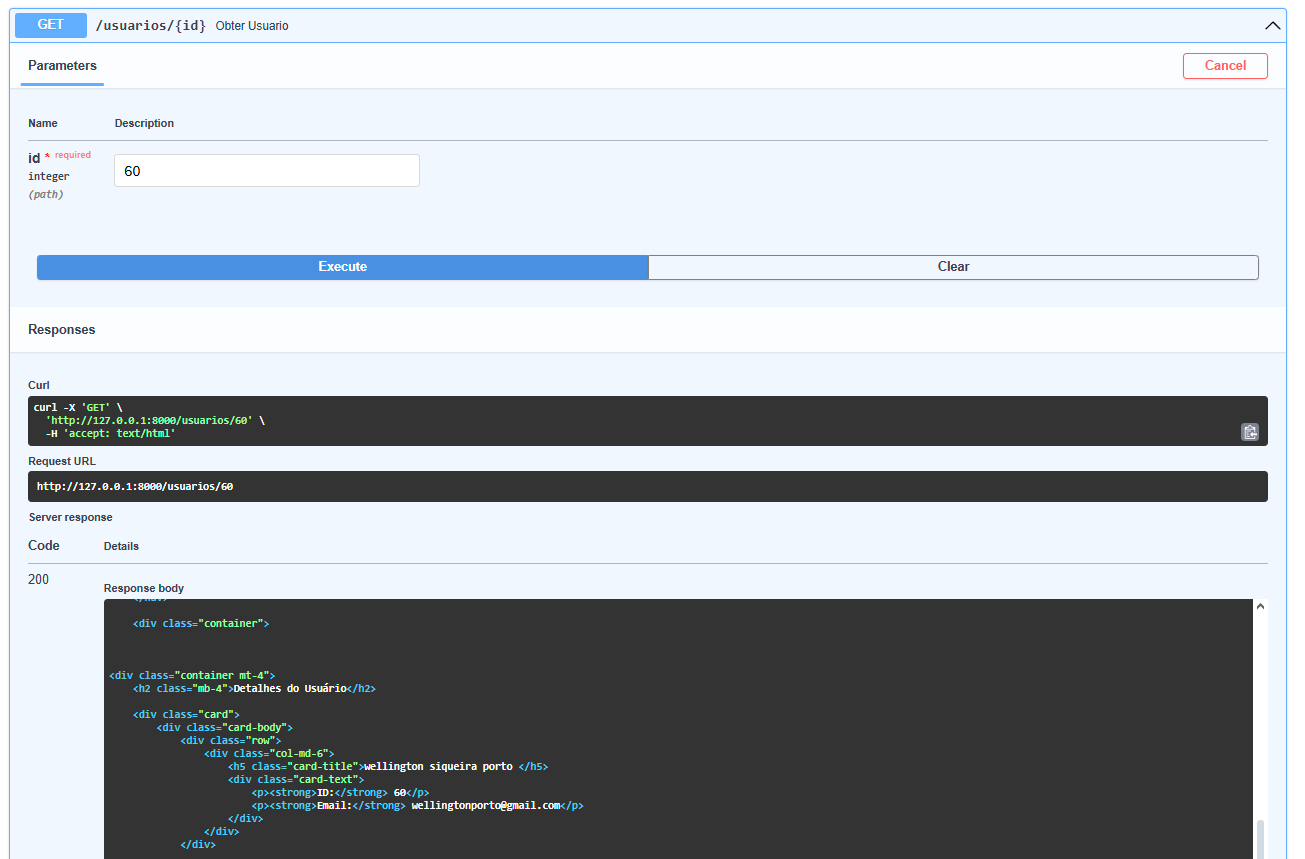 GET /usuarios/{id} Obter Usuario
Parameters
Cancel
Name Description
id * required
integer
(path)
60
Execute
Clear
Responses
Curl
curl -X 'GET' \
  'http://127.0.0.1:8000/usuarios/60' \
  -H 'accept: text/html'
Request URL
http://127.0.0.1:8000/usuarios/60
Server response
Code Details
200
Response body
<div class="container">
<div class="container mt-4">
<h2 class="mb-4">Detalhes do Usuário</h2>
<div class="card">
<div class="card-body">
<div class="row">
<div class="col-md-6">
<h5 class="card-title">wellington siqueira porto </h5>
<div class="card-text">
<p><strong>ID:</strong> 60</p>
<p><strong>Email:</strong> wellingtonporto@gmail.com</p>
</div>
</div>
</div>